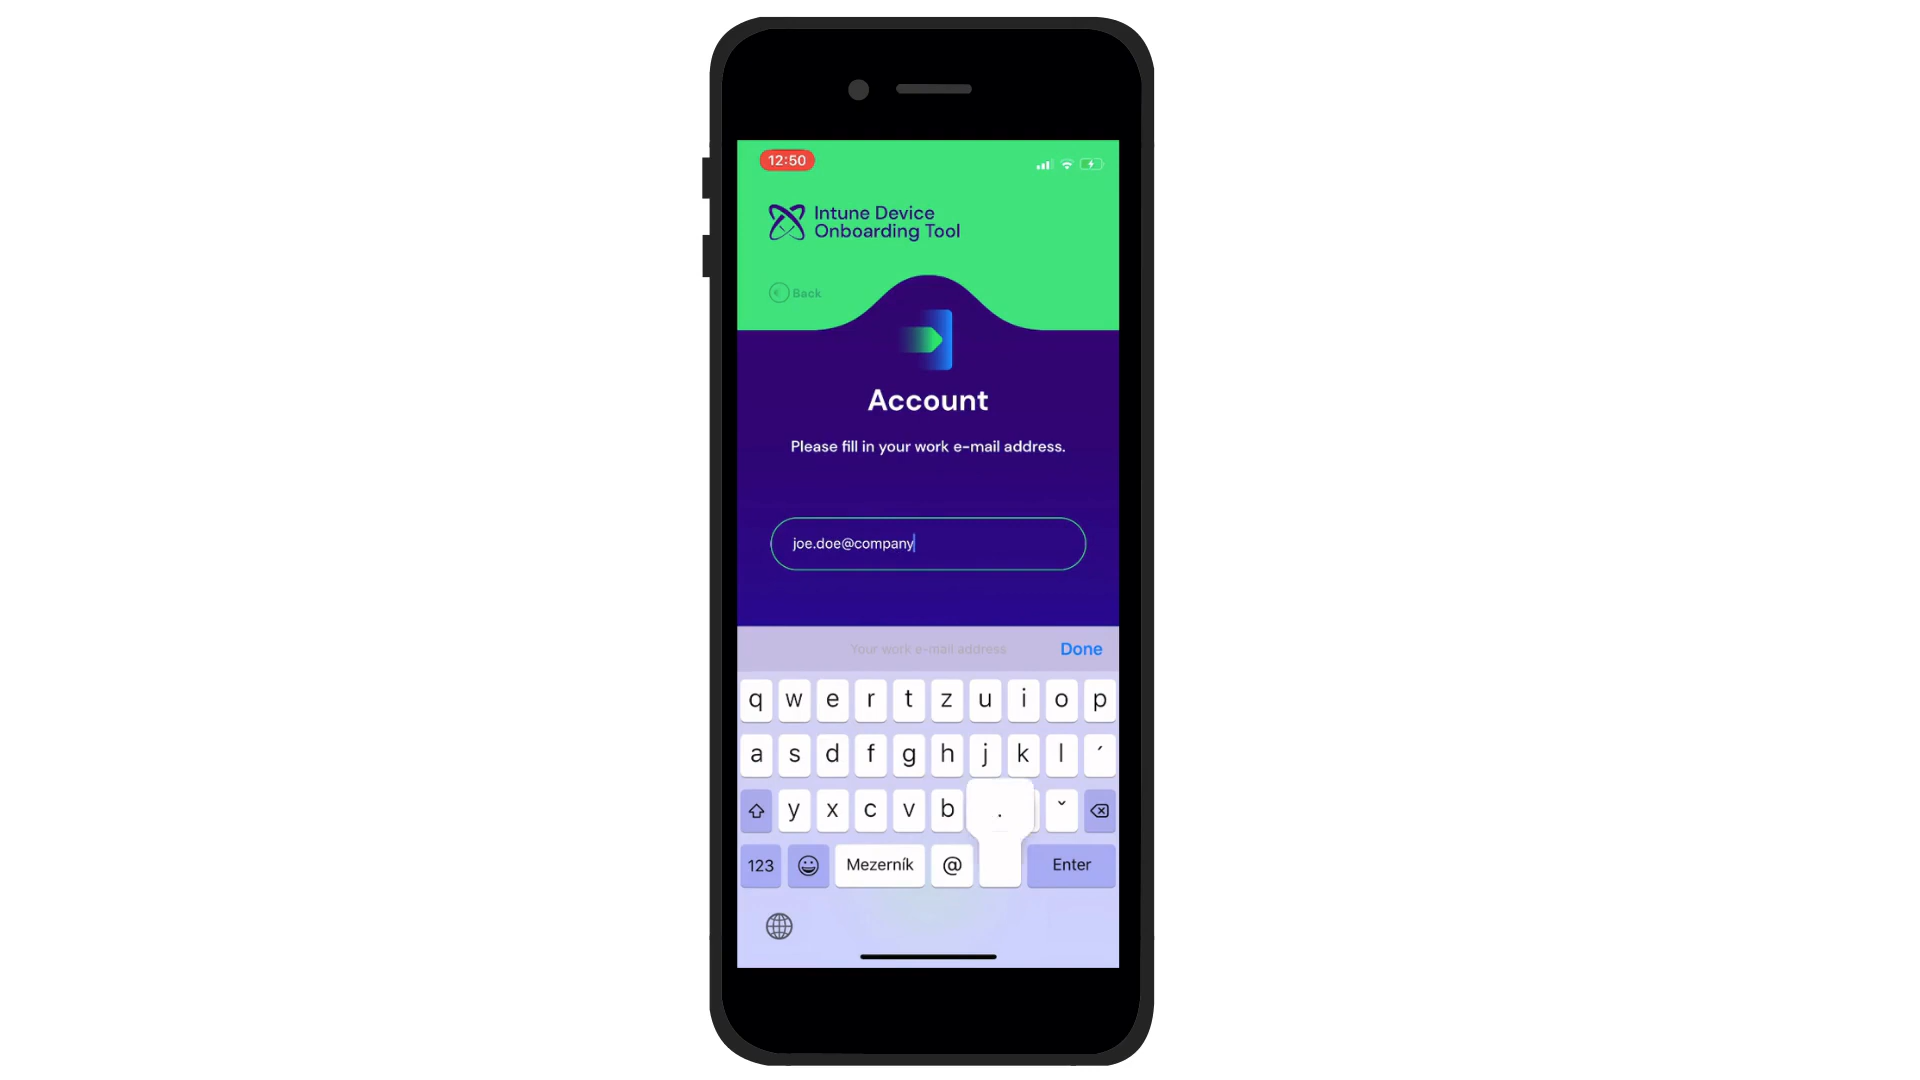 12:50
Intune Device
Onboarding Tool
Back
Account
Please fill in your work e-mail address.
joe.doe@company
Your work e-mail address
Done
q w e r t z u i o p
a s d f g h j k l ´
y x c v b . ˇ
123 Mezerník @ Enter